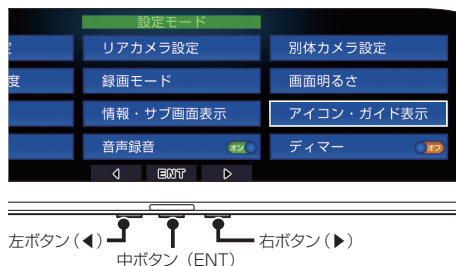 設定モード
リアカメラ設定
別体カメラ設定
度
録画モード
画面明るさ
情報・サブ画面表示
アイコン・ガイド表示
音声録音
オン
ディマー
オフ
ENT
左ボタン(◀)
右ボタン(▶)
中ボタン(ENT)